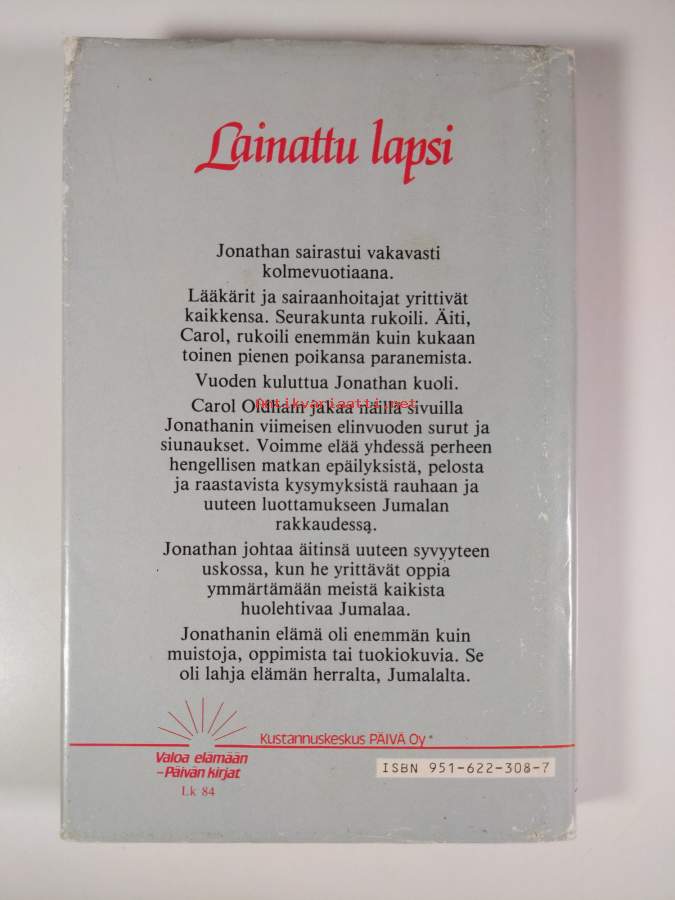 Lainattu lapsi
Jonathan sairastui vakavasti
kolmevuotiaana.
Lääkärit ja sairaanhoitajat yrittivät
kaikkensa. Seurakunta rukoili. Äiti,
Carol, rukoili enemmän kuin kukaan
toinen pienen poikansa paranemista.
Vuoden kuluttua Jonathan kuoli.
antikvariaatti.net
Carol Oldham jakaa näillä sivuilla
Jonathanin viimeisen elinvuoden surut ja
siunaukset. Voimme elää yhdessä perheen
hengellisen matkan epäilyksistä, pelosta
ja raastavista kysymyksistä rauhaan ja
uuteen luottamukseen Jumalan
rakkaudessa.
Jonathan johtaa äitinsä uuteen syvyyteen
uskossa, kun he yrittävät oppia
ymmärtämään meistä kaikista
huolehtivaa Jumalaa.
Jonathanin elämä oli enemmän kuin
muistoja, oppimista tai tuokiokuvia. Se
oli lahja elämän herralta, Jumalalta.
Kustannuskeskus PÄIVÄ Oy
Valoa elämään
–Päivän kirjat
Lk 84
ISBN 951-622-308-7